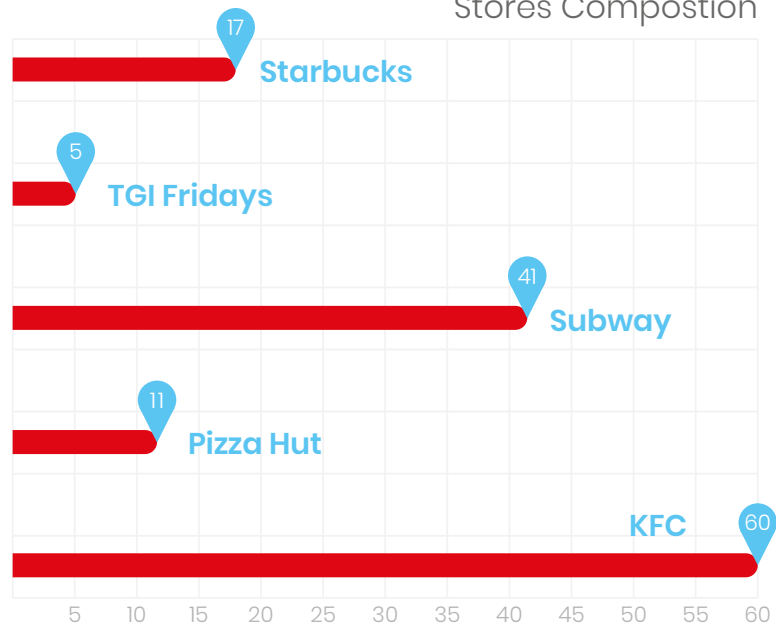 Stores Compostion
17
Starbucks
5
TGI Fridays
41
Subway
11
Pizza Hut
KFC
60
5 10 15 20 25 30 35 40 45 50 55 60